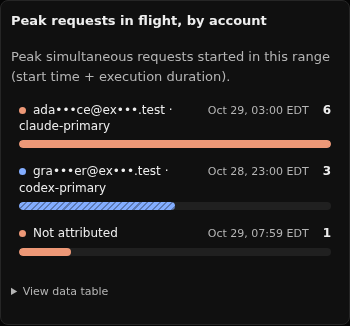 Peak requests in flight, by account
Peak simultaneous requests started in this range
(start time + execution duration).
ada•••ce@ex•••.test · Oct 29, 03:00 EDT 6
claude-primary
gra•••er@ex•••.test · Oct 28, 23:00 EDT 3
codex-primary
Not attributed Oct 29, 07:59 EDT 1
View data table